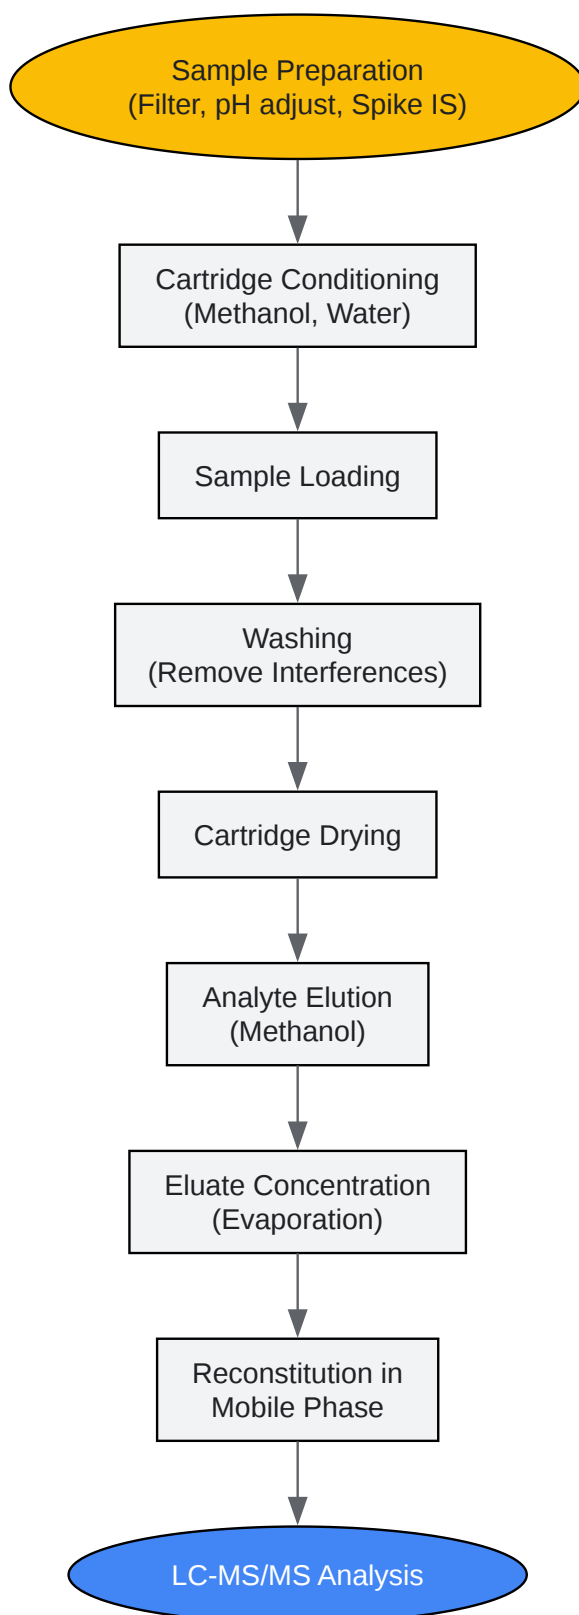 Sample Preparation
(Filter, pH adjust, Spike IS)
Cartridge Conditioning
(Methanol, Water)
Sample Loading
Washing
(Remove Interferences)
Cartridge Drying
Analyte Elution
(Methanol)
Eluate Concentration
(Evaporation)
Reconstitution in
Mobile Phase
LC-MS/MS Analysis